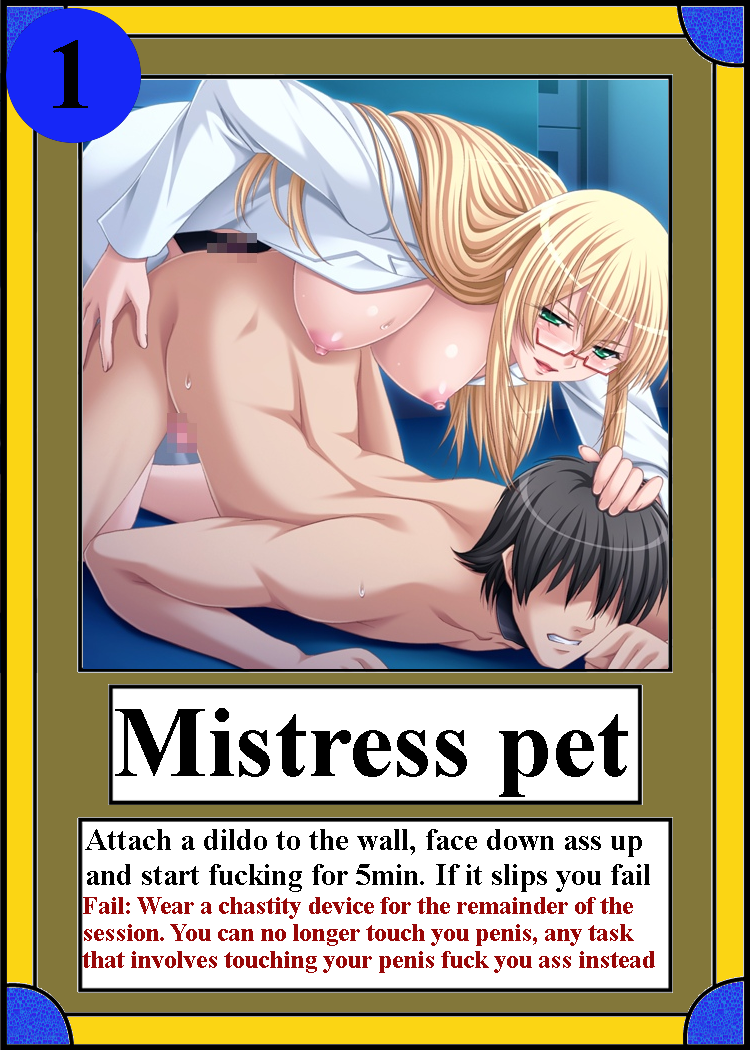 1
Mistress pet
Attach a dildo to the wall, face down ass up
and start fucking for 5min. If it slips you fail
Fail: Wear a chastity device for the remainder of the
session. You can no longer touch you penis, any task
that involves touching your penis fuck you ass instead